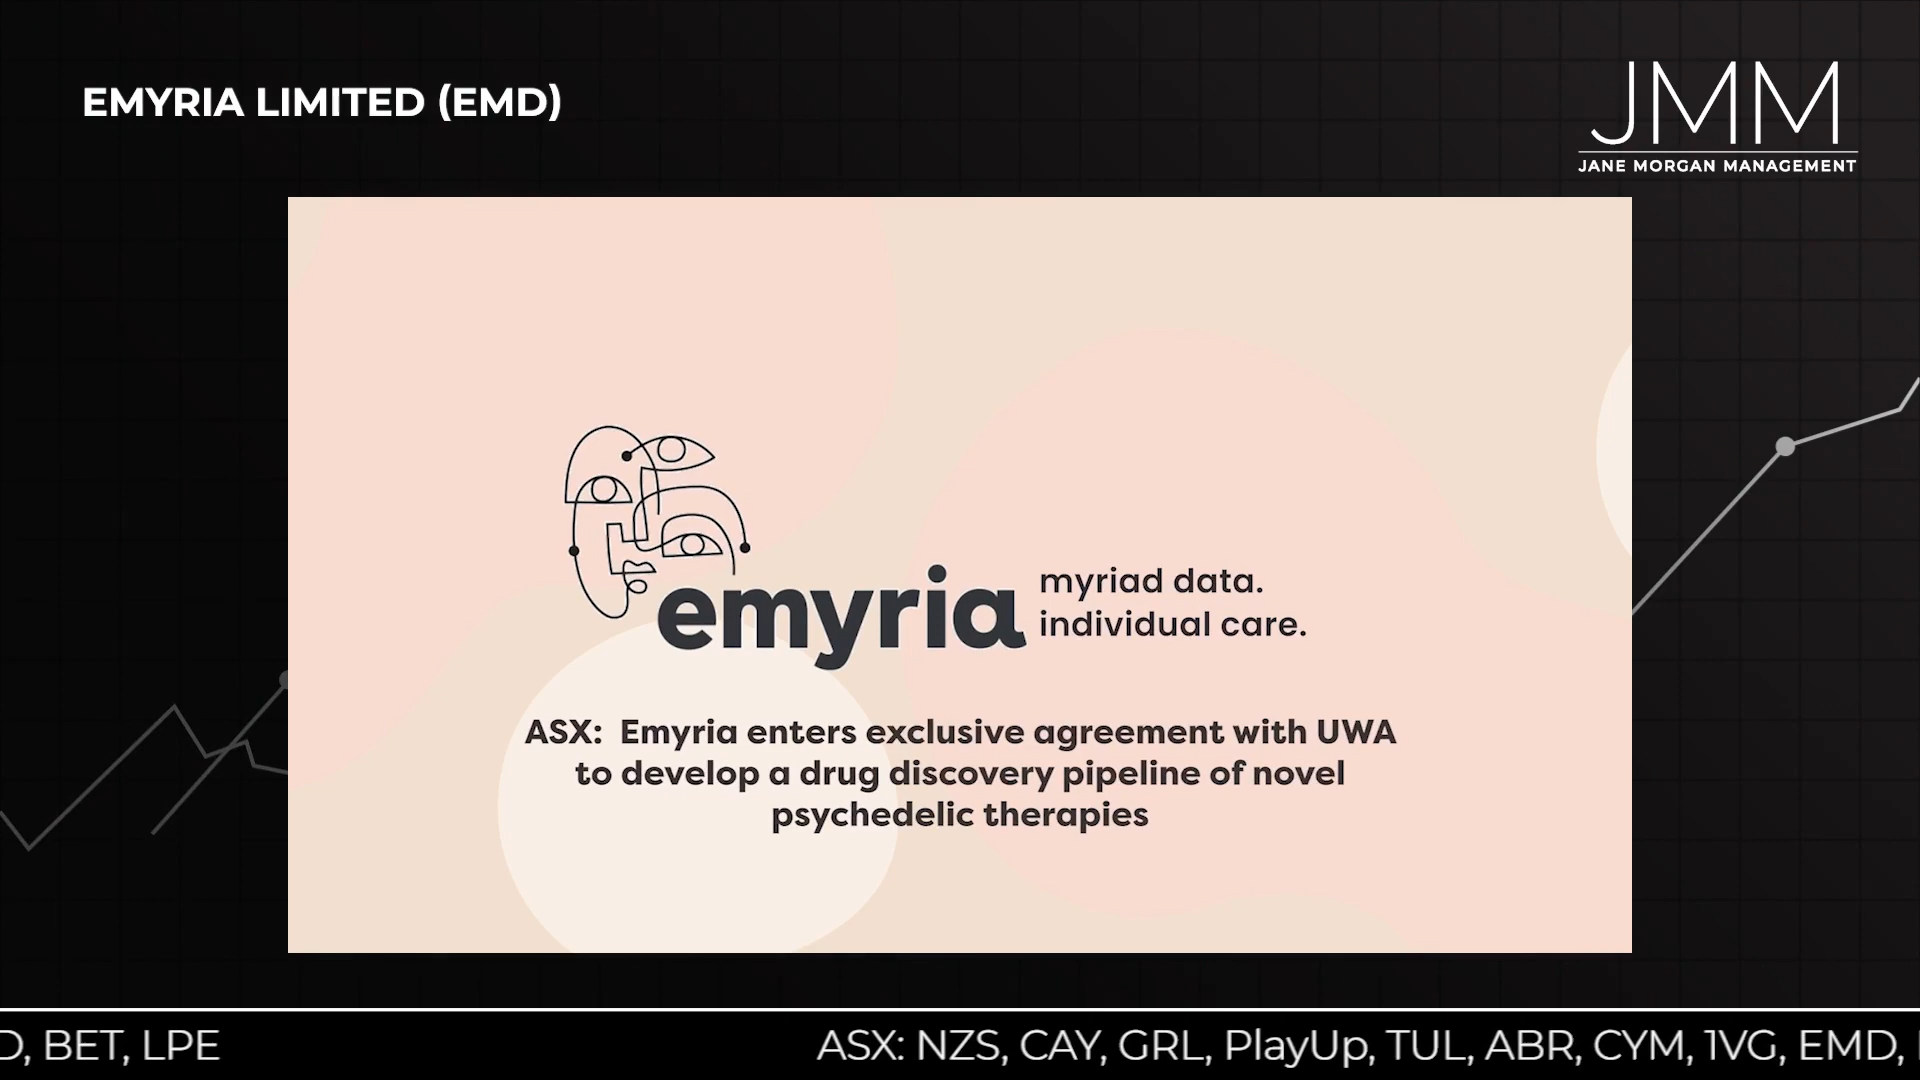 EMYRIA LIMITED (EMD)
JMM
JANE MORGAN MANAGEMENT
emyria
myriad data.
individual care.
ASX: Emyria enters exclusive agreement with UWA
to develop a drug discovery pipeline of novel
psychedelic therapies
D, BET, LPE ASX: NZS, CAY, GRL, PlayUp, TUL, ABR, CYM, 1VG, EMD,